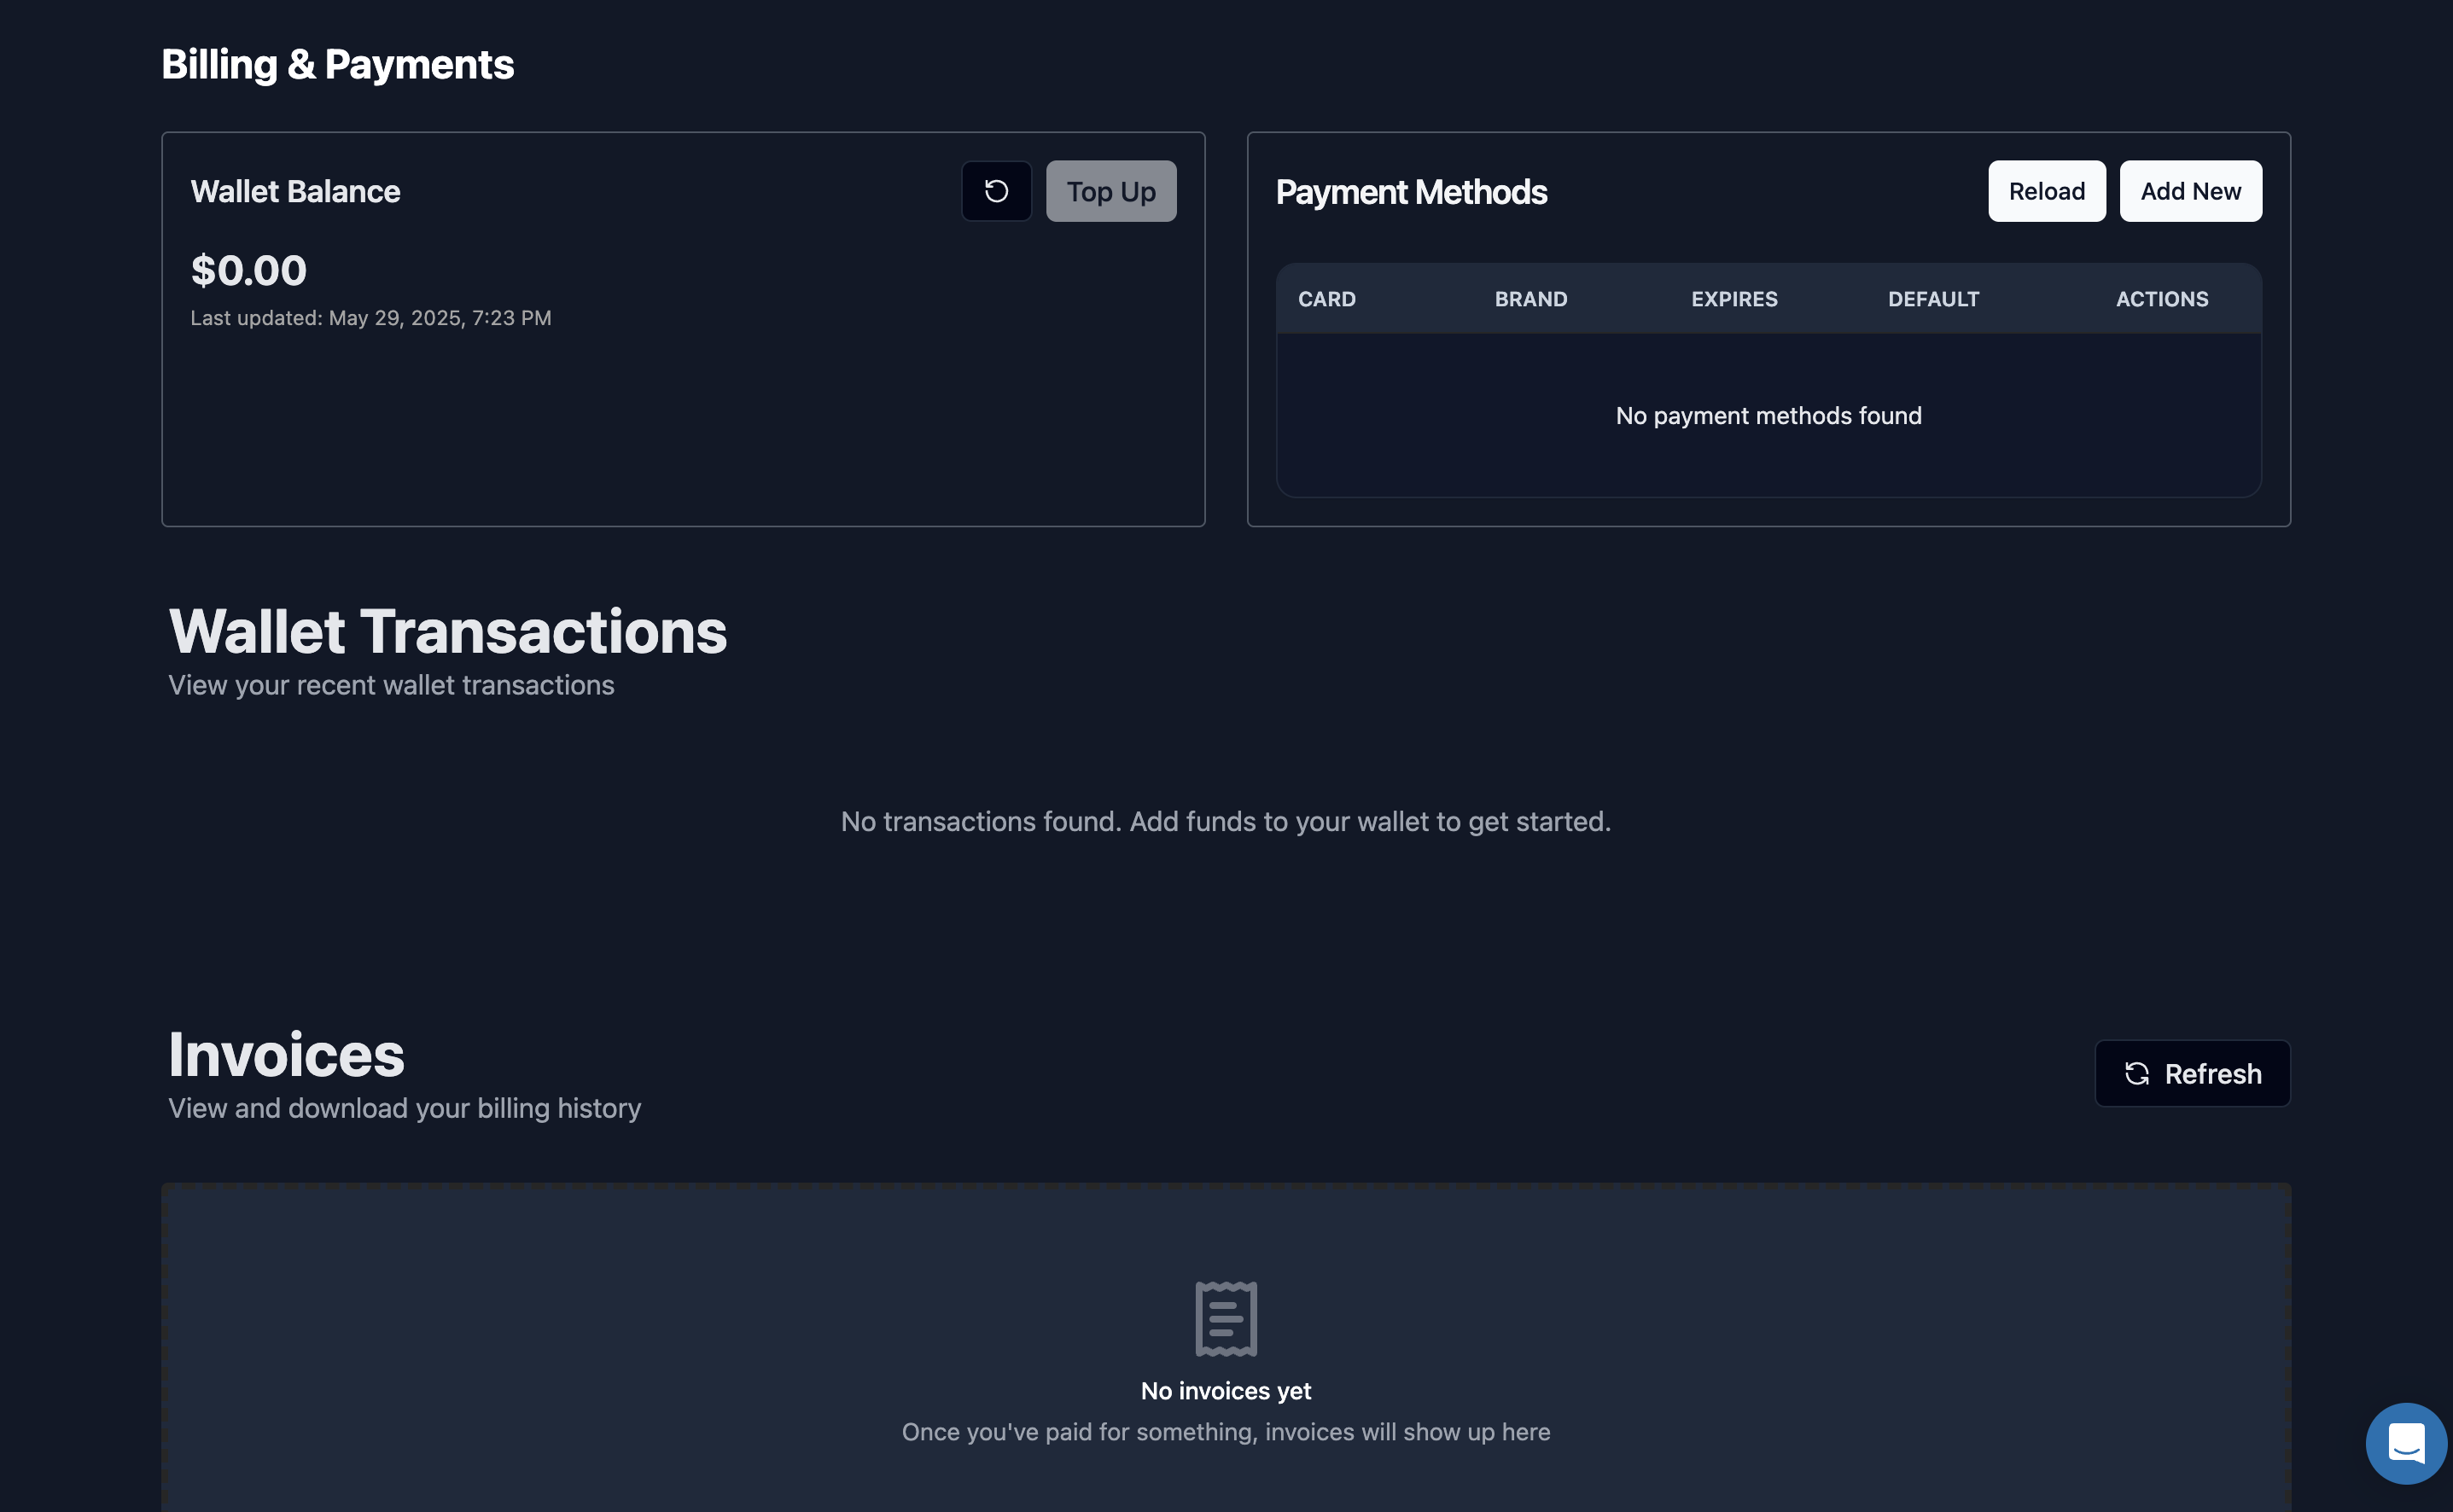 Billing & Payments
Wallet Balance
Top Up
$0.00
Last updated: May 29, 2025, 7:23 PM
Payment Methods
Reload
Add New
CARD BRAND EXPIRES DEFAULT ACTIONS
No payment methods found
Wallet Transactions
View your recent wallet transactions
No transactions found. Add funds to your wallet to get started.
Invoices
View and download your billing history
Refresh
No invoices yet
Once you've paid for something, invoices will show up here